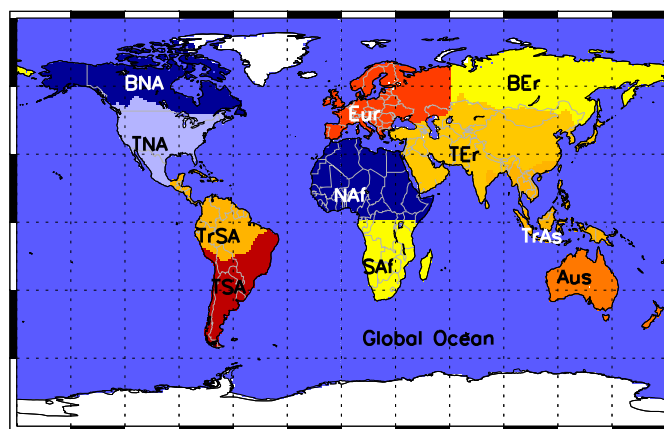 BNA
BEr
Eur
TNA
TEr
NAf
TrSA
TrAs
SAf
Aus
TSA
Global Ocean